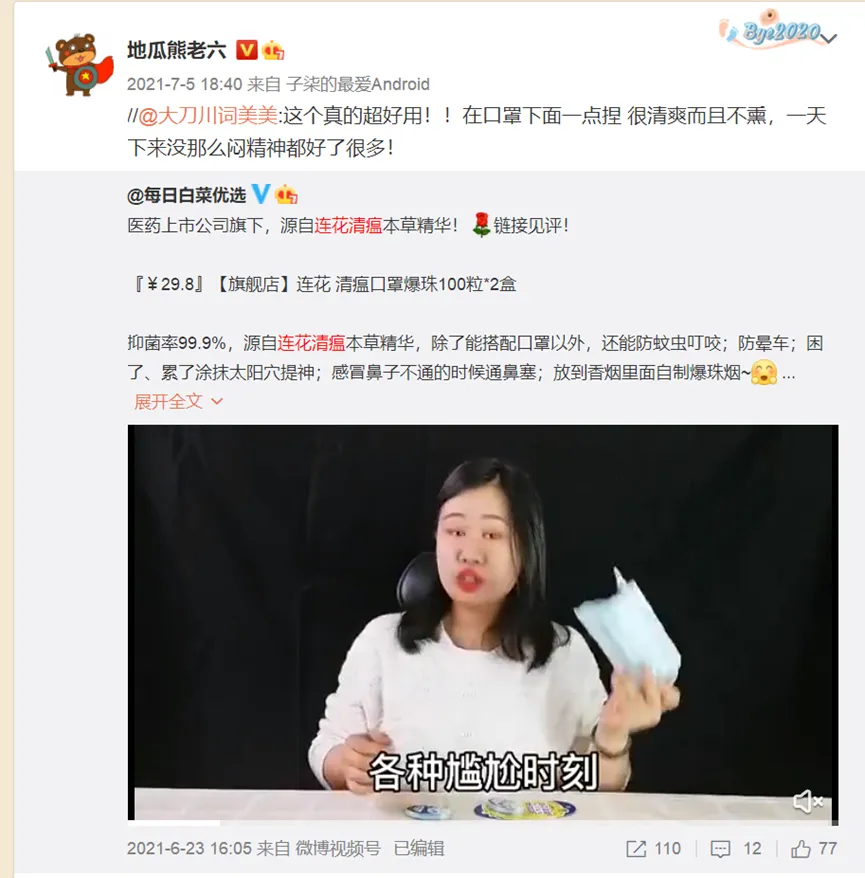 Bye2020
地瓜熊老六 V
2021-7-5 18:40 来自 子柒的最爱Android
//@大刀川词美美:这个真的超好用！！在口罩下面一点捏 很清爽而且不熏，一天
下来没那么闷精神都好了很多！
@每日白菜优选 V
医药上市公司旗下，源自连花清瘟本草精华！链接见评！
『￥29.8』【旗舰店】连花 清瘟口罩爆珠100粒*2盒
抑菌率99.9%，源自连花清瘟本草精华，除了能搭配口罩以外，还能防蚊虫叮咬；防晕车；困
了、累了涂抹太阳穴提神；感冒鼻子不通的时候通鼻塞；放到香烟里面自制爆珠烟~ ...
展开全文
各种尴尬时刻
2021-6-23 16:05 来自 微博视频号 已编辑
110 12 77